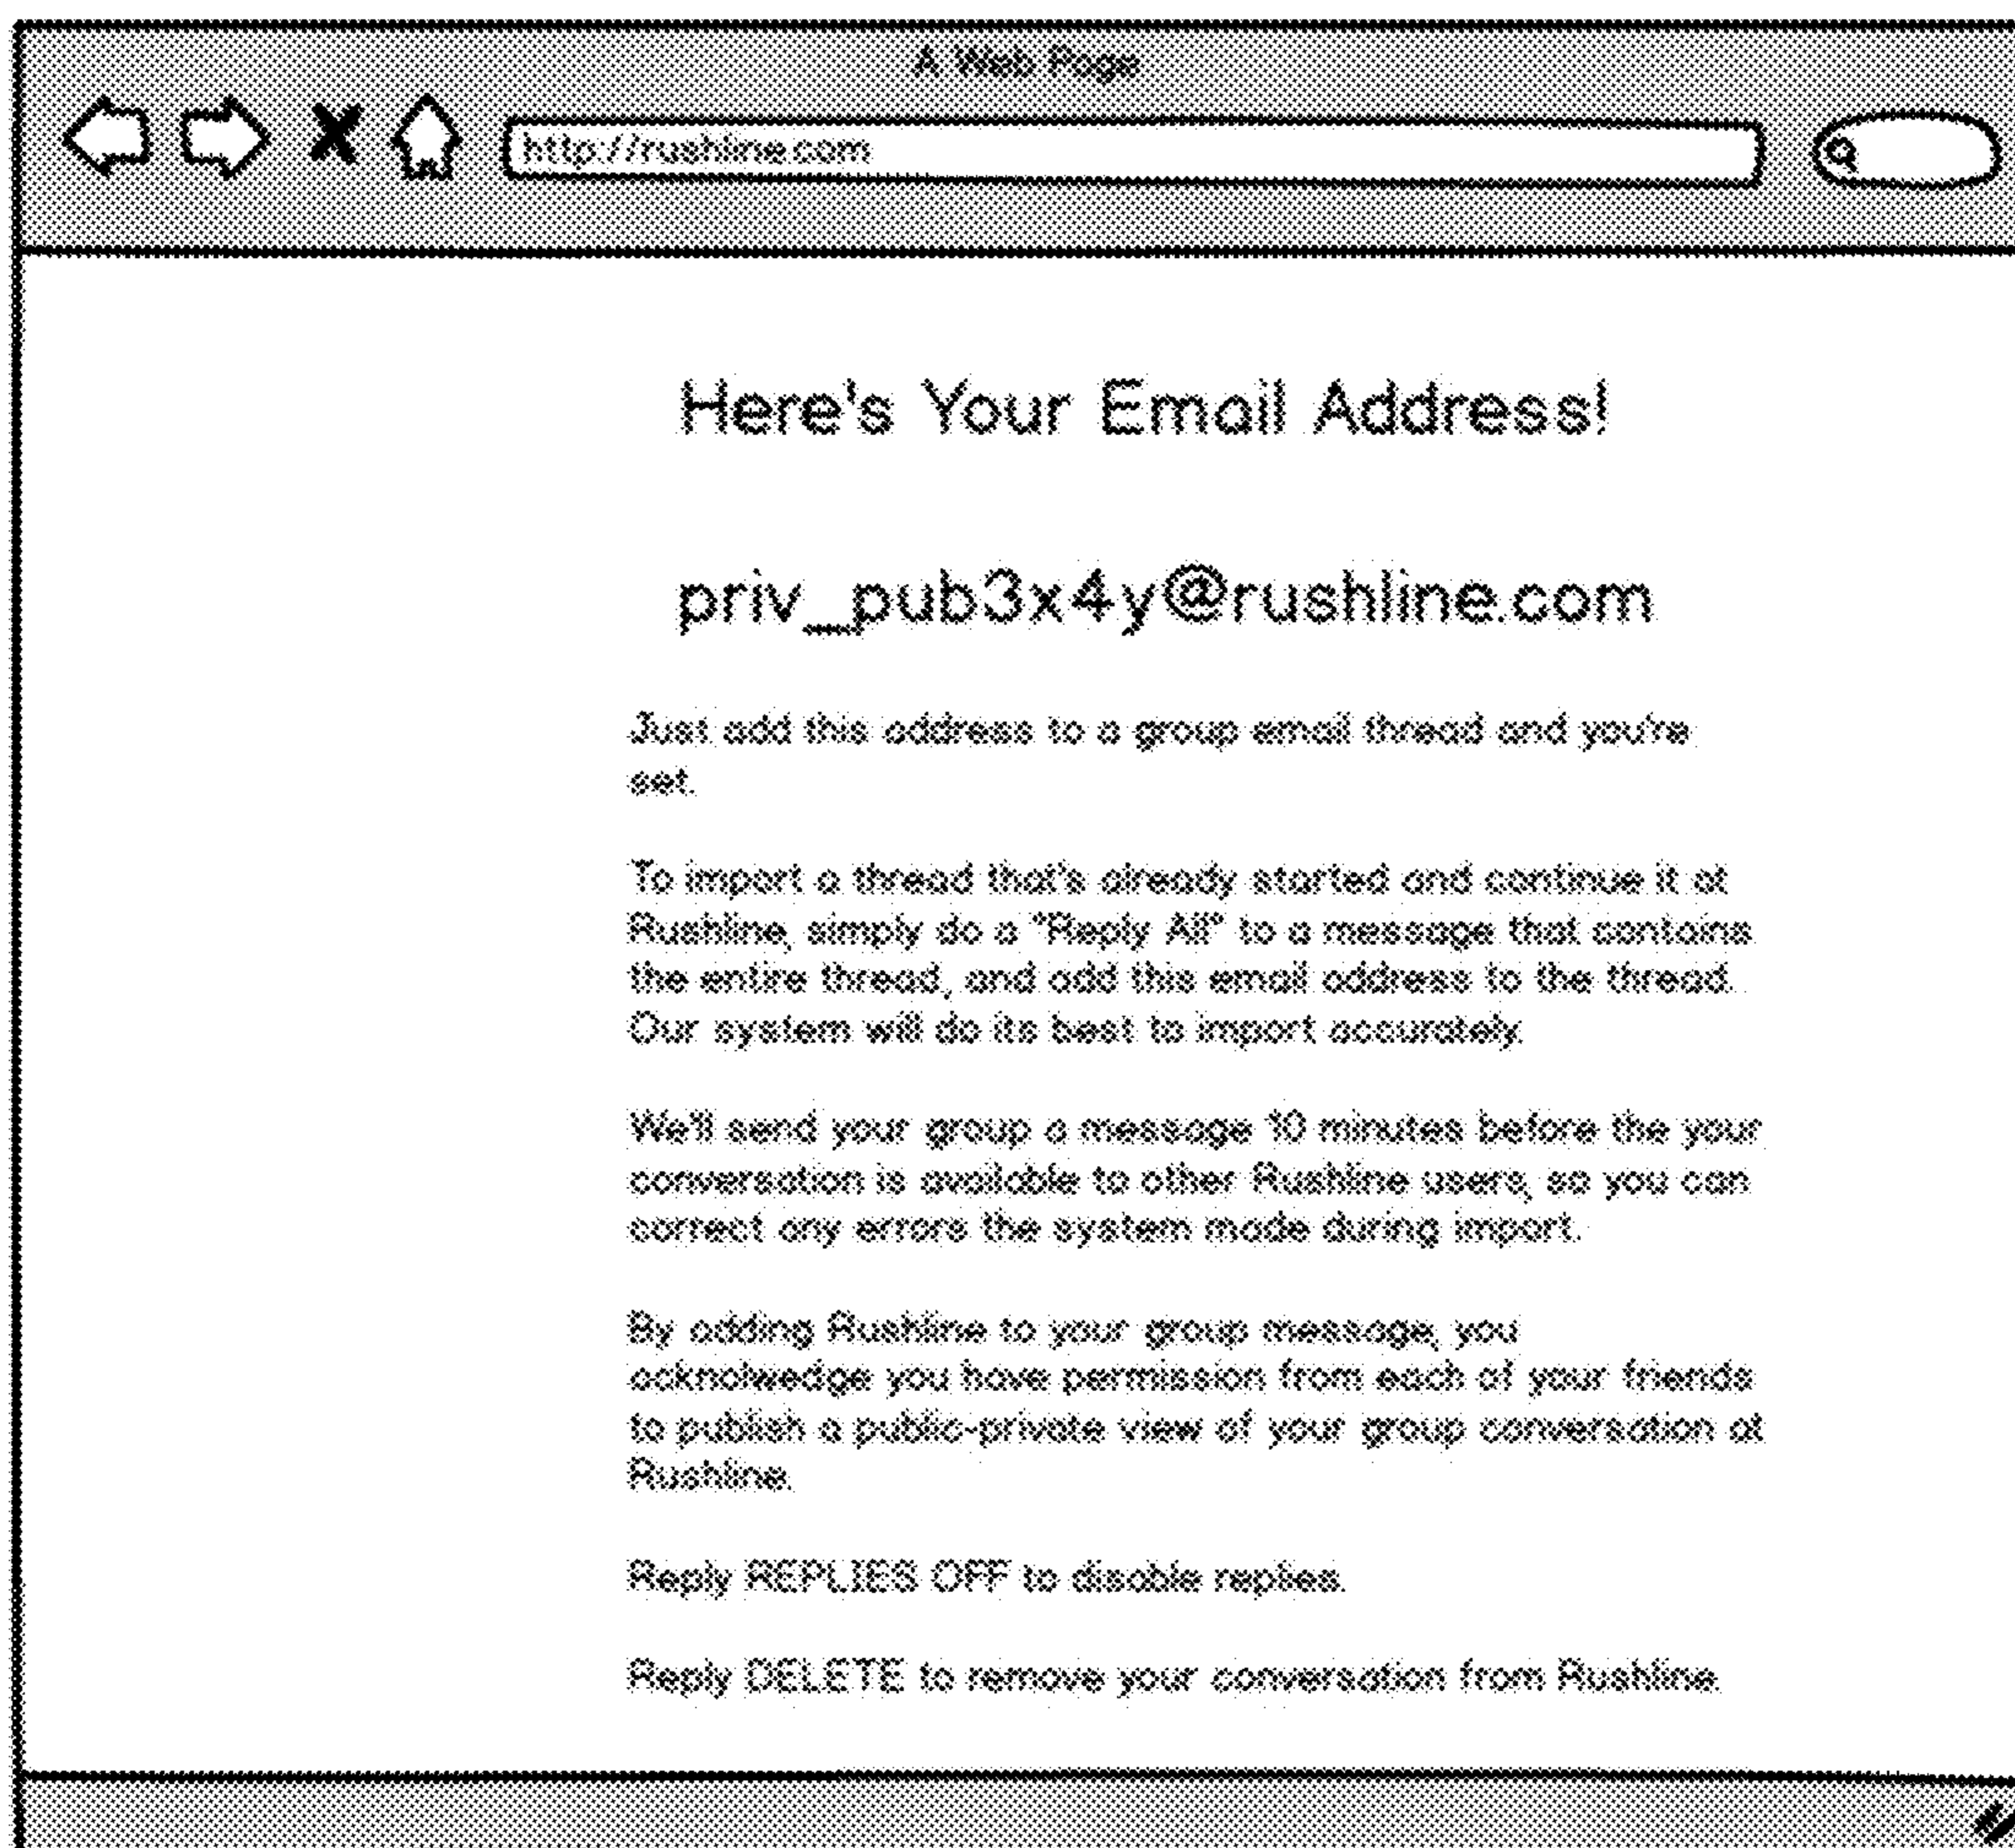 A Web Page
http://rushline.com
Here's Your Email Address!
priv_pub3x4y@rushline.com
Just add this address to a group email thread and you're
set.
To import a thread that's already started and continue it at
Rushline, simply do a "Reply All" to a message that contains
the entire thread, and add this email address to the thread.
Our system will do its best to import accurately.
We'll send your group a message 10 minutes before the your
conversation is available to other Rushline users, so you can
correct any errors the system made during import.
By adding Rushline to your group message, you
acknolwedge you have permission from each of your friends
to publish a public-private view of your group conversation at
Rushline.
Reply REPLIES OFF to disable replies.
Reply DELETE to remove your conversation from Rushline.